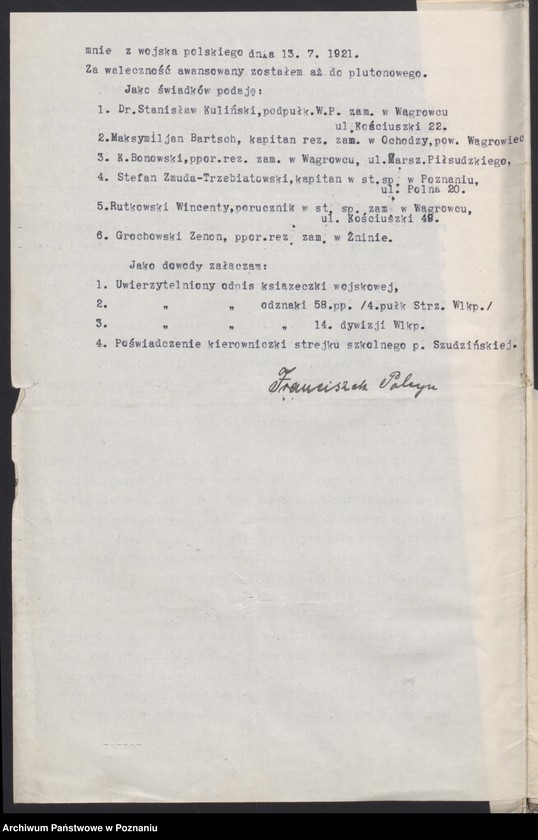 mnie z wojska polskiego dnia 13. 7. 1921.
Za waleczność awansowany zostałem aż do plutonowego.
Jako świadków podaję:
1. Dr.Stanisław Kuliński,podpułk.W.P. zam. w Wągrowcu
ul.Kościuszki 22.
2.Maksymiljan Bartsch, kapitan rez. zam. w Ochodzy,pow. Wągrowiec
3. K.Bonowski,ppor.rez. zam. w Wągrowcu, ul.Marsz.Piłsudzkiego,
4. Stefan Zmuda-Trzebiatowski,kapitan w st.sp. w Poznaniu,
ul. Polna 20.
5.Rutkowski Wincenty,porucznik w st. sp. zam. w Wągrowcu,
ul. Kościuszki 49.
6. Grochowski Zenon, ppor.rez. zam. w Żninie.
Jako dowody załączam:
1. Uwierzytelniony odpis książeczki wojskowej,
2. „ „ odznaki 58.pp. /4.pułk Strz. Wlkp./
3. „ „ „ 14. dywizji Wlkp.
4. Poświadczenie kierowniczki strejku szkolnego p. Szudzińskiej.
Franciszek
Archiwum Państwowe w Poznaniu